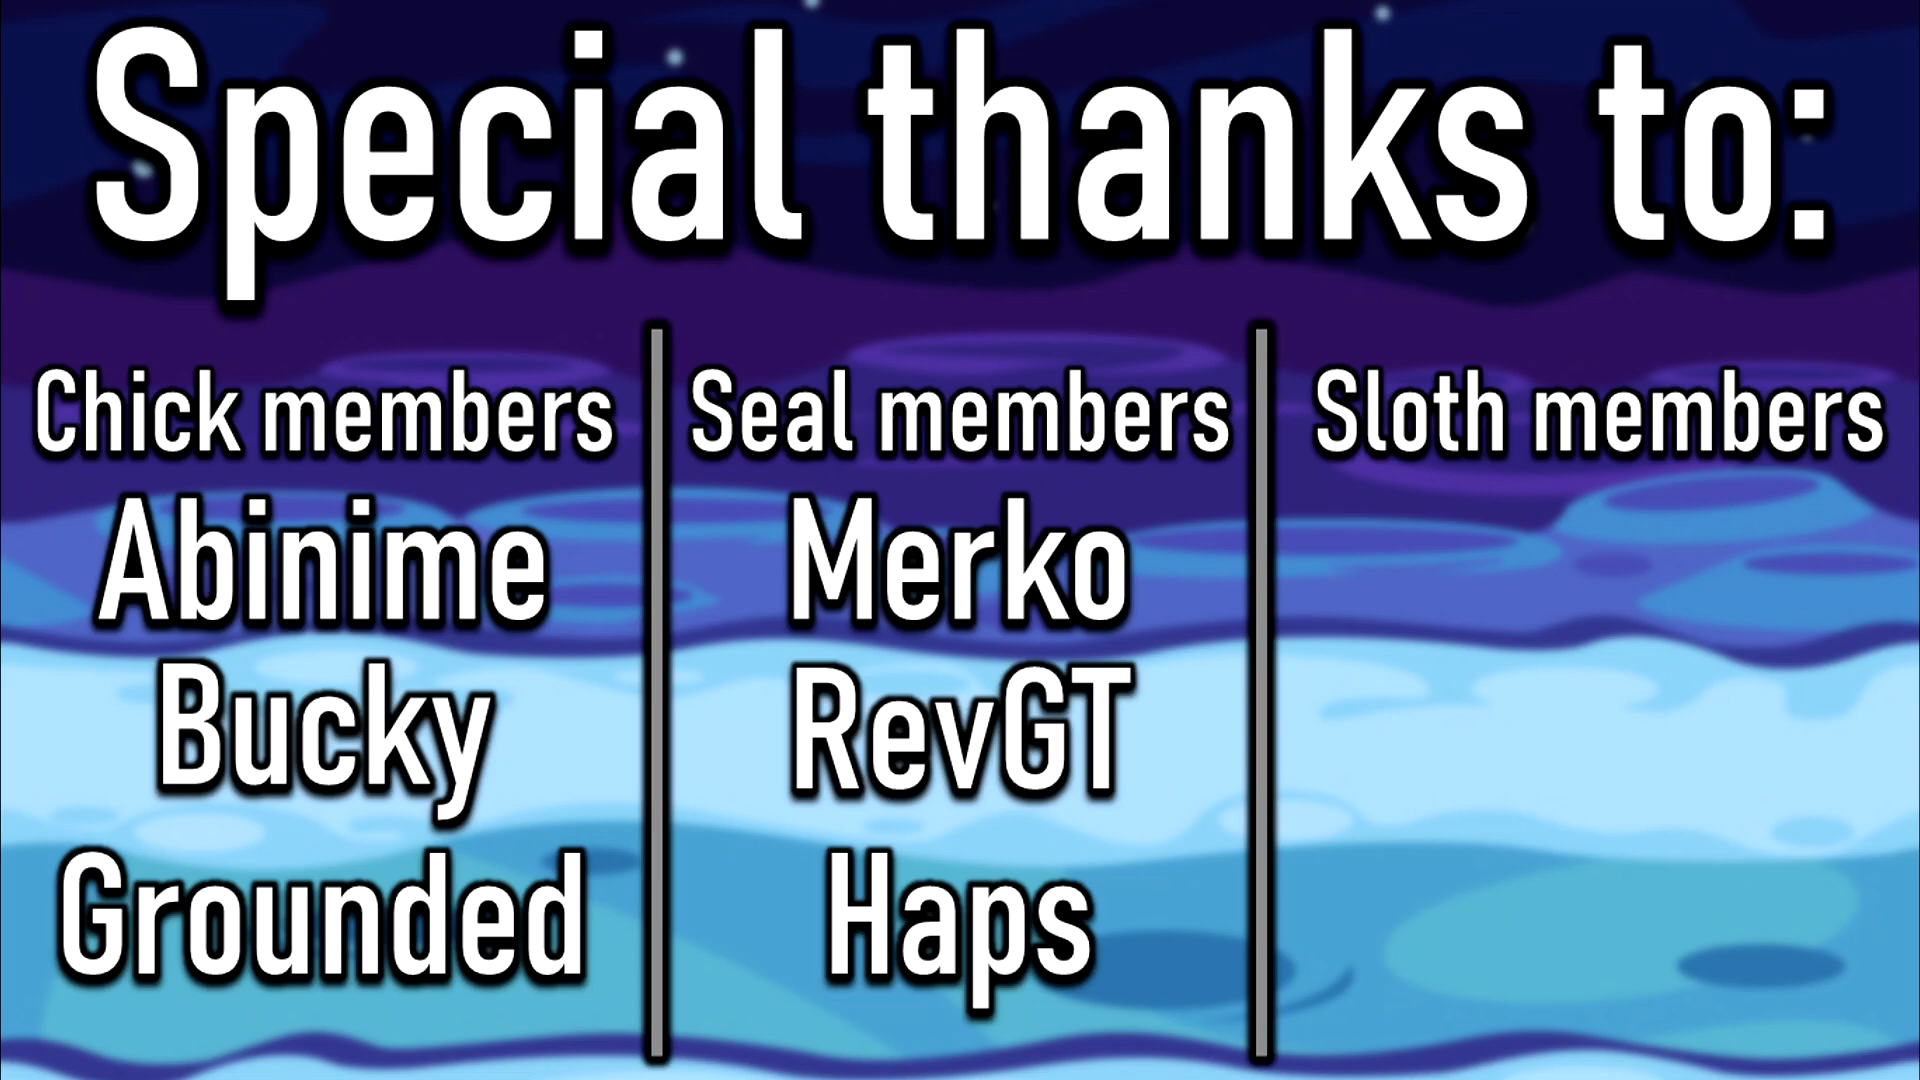 Special thanks to:
Chick members
Abinime
Bucky
Grounded
Seal members
Merko
RevGT
Haps
Sloth members